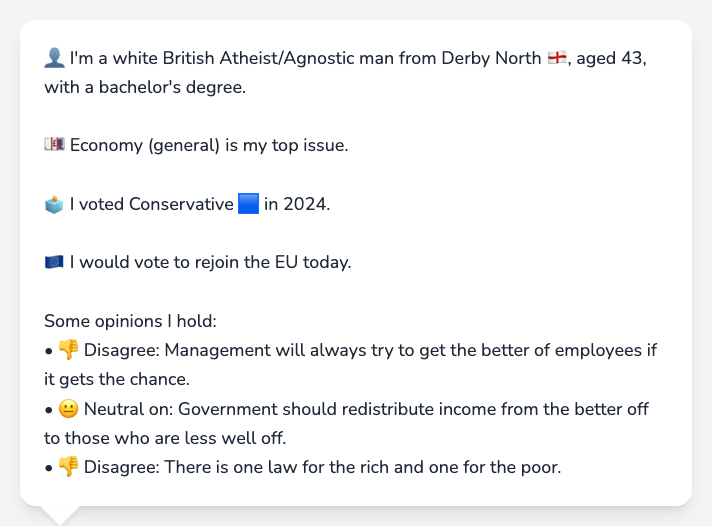 👤 I'm a white British Atheist/Agnostic man from Derby North 🏴󠁧󠁢󠁥󠁮󠁧󠁿, aged 43,
with a bachelor's degree.
💷 Economy (general) is my top issue.
🗳️ I voted Conservative 🟦 in 2024.
🇪🇺 I would vote to rejoin the EU today.
Some opinions I hold:
• 👎 Disagree: Management will always try to get the better of employees if
it gets the chance.
• 😐 Neutral on: Government should redistribute income from the better off
to those who are less well off.
• 👎 Disagree: There is one law for the rich and one for the poor.